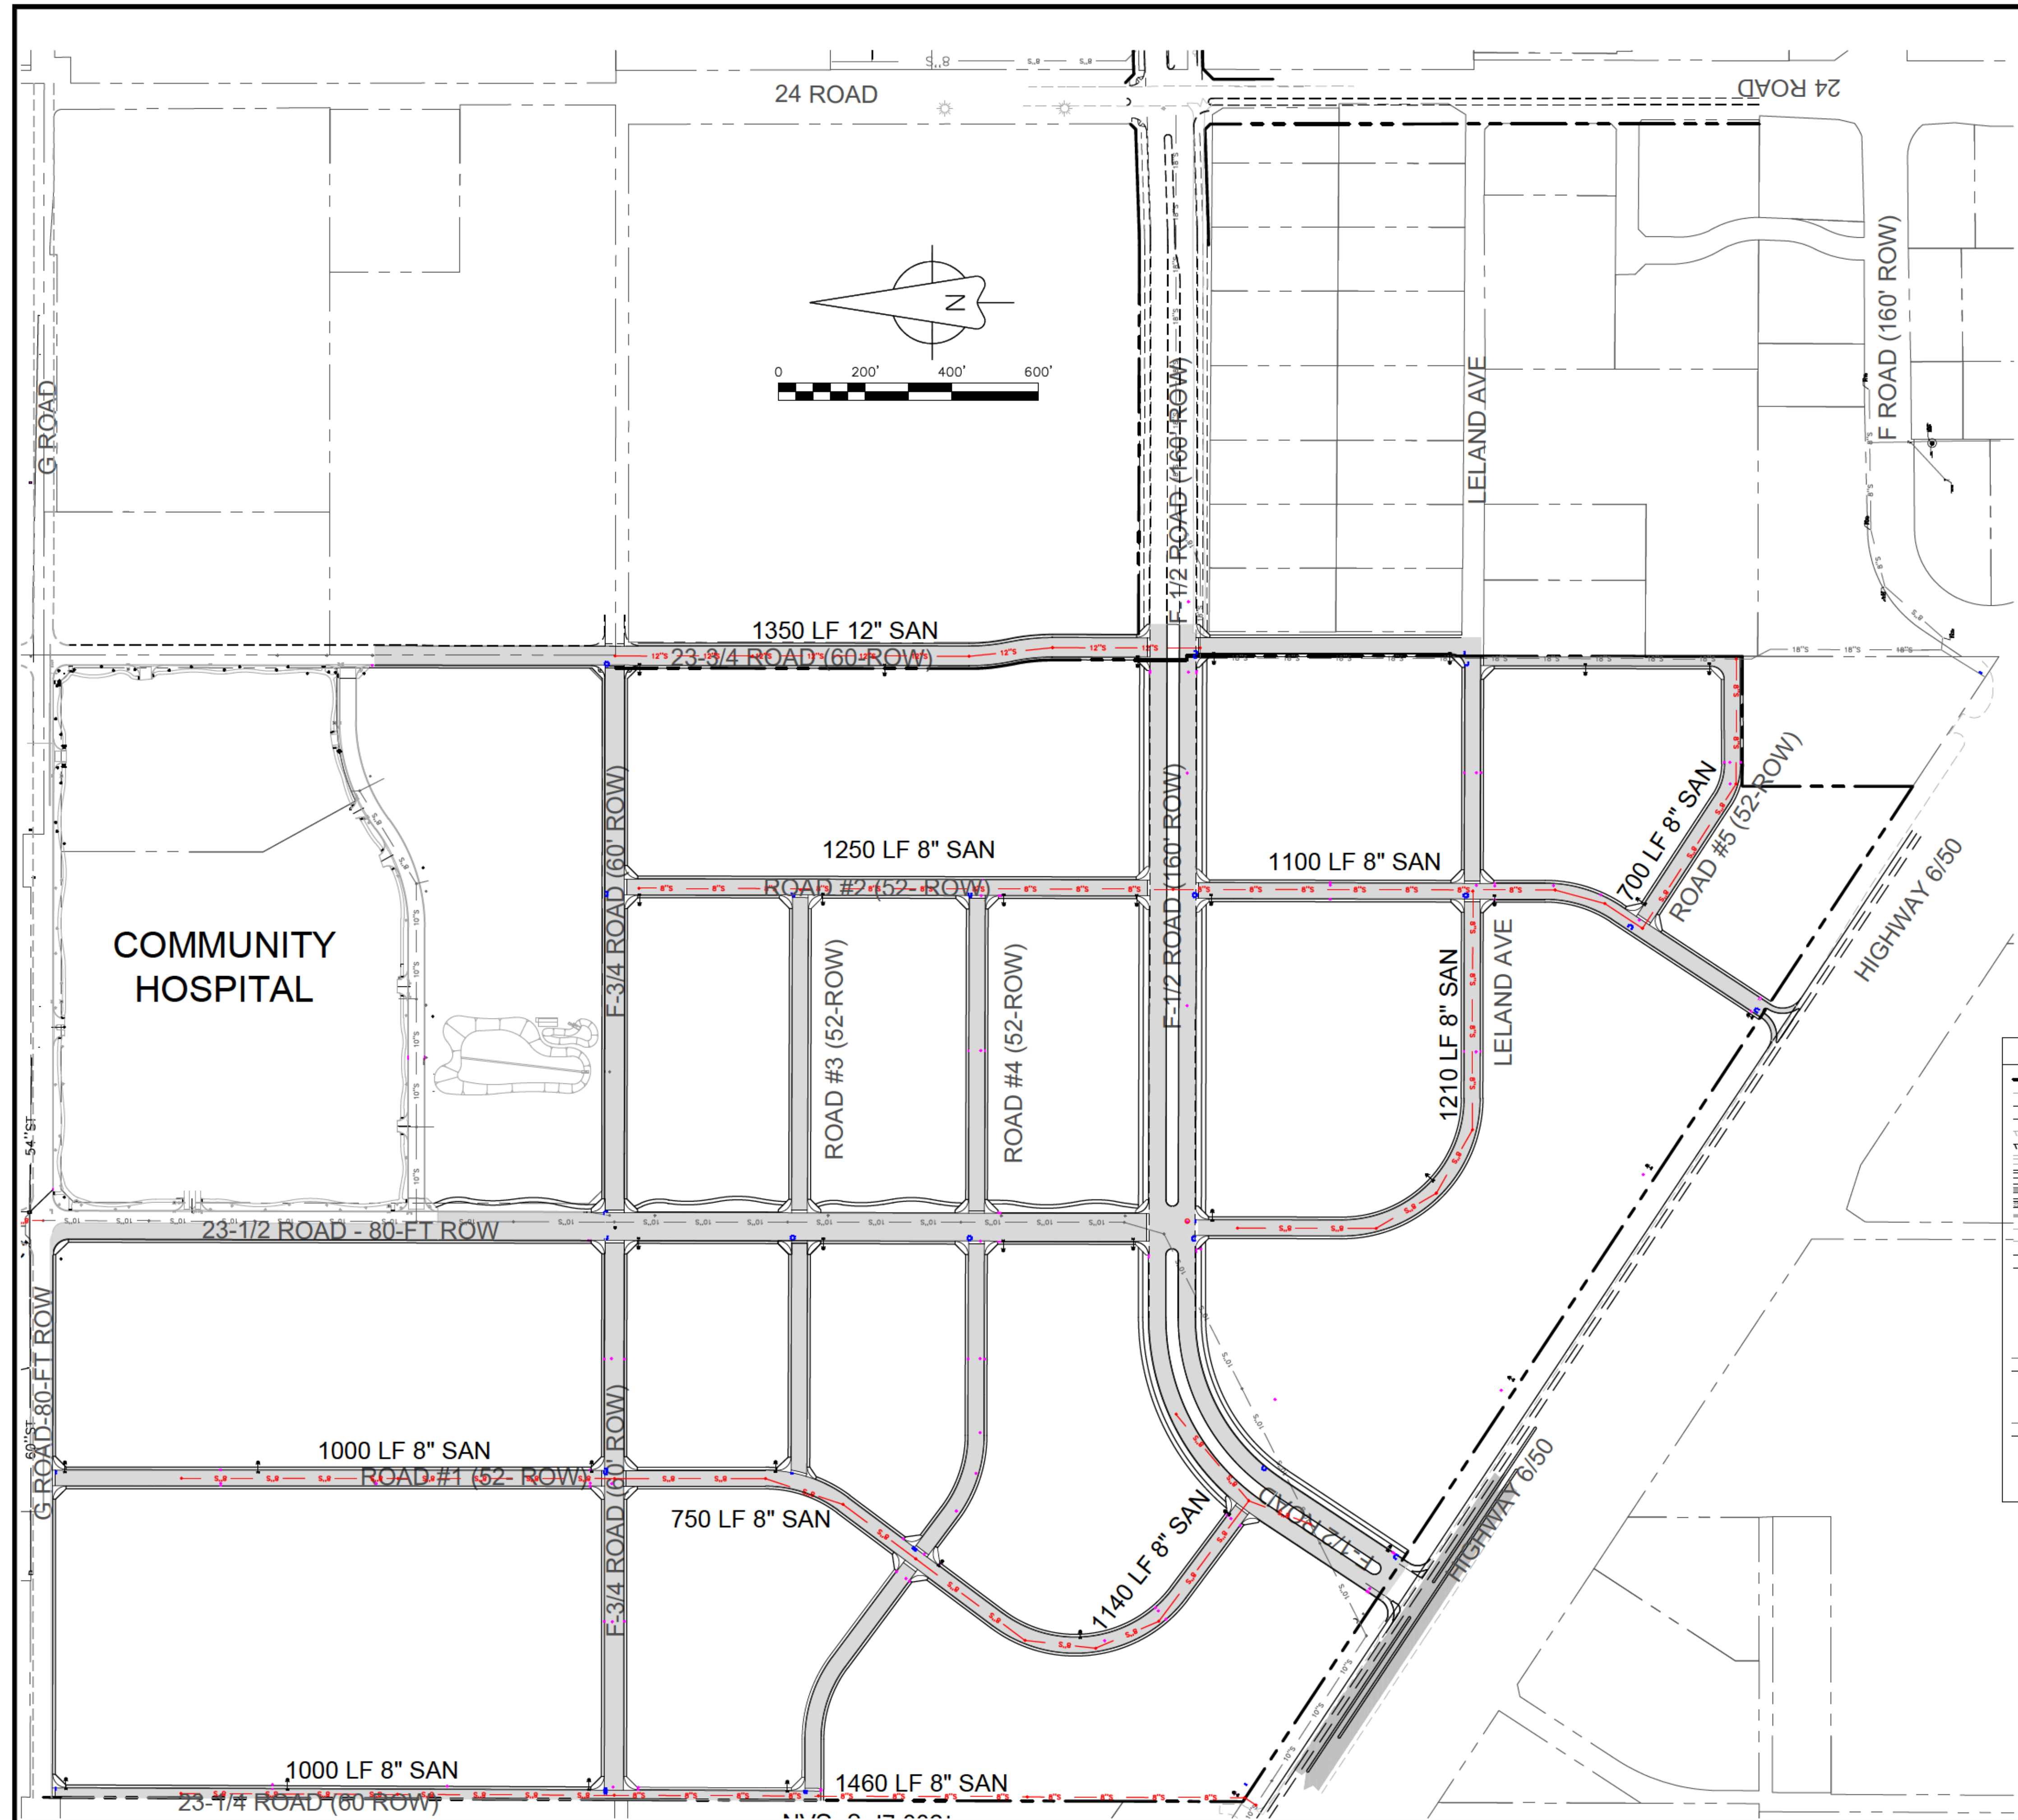 24 ROAD
24 ROAD
N
0 200' 400' 600'
G ROAD
F-1/2 ROAD (160' ROW)
LELAND AVE
F ROAD (160' ROW)
1350 LF 12" SAN
23-3/4 ROAD (60-ROW)
F-3/4 ROAD (60' ROW)
1250 LF 8" SAN
ROAD #2 (52- ROW)
F-1/2 ROAD (160' ROW)
1100 LF 8" SAN
700 LF 8" SAN
ROAD #5 (52-ROW)
HIGHWAY 6/50
COMMUNITY
HOSPITAL
ROAD #3 (52-ROW)
ROAD #4 (52-ROW)
1210 LF 8" SAN
LELAND AVE
54"ST
23-1/2 ROAD - 80-FT ROW
G ROAD-80-FT ROW
60"ST
1000 LF 8" SAN
ROAD #1 (52- ROW)
F-3/4 ROAD (60' ROW)
750 LF 8" SAN
1140 LF 8" SAN
F-1/2 ROAD
HIGHWAY 6/50
1000 LF 8" SAN
23-1/4 ROAD (60 ROW)
1460 LF 8" SAN